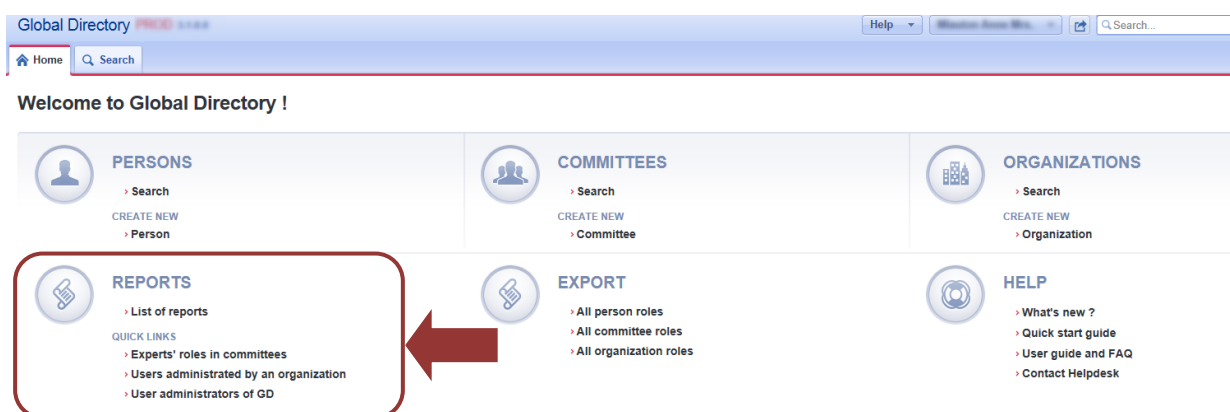 Global Directory
Help
Search...
Home
Search
Welcome to Global Directory !
PERSONS
Search
CREATE NEW
Person
COMMITTEES
Search
CREATE NEW
Committee
ORGANIZATIONS
Search
CREATE NEW
Organization
REPORTS
List of reports
QUICK LINKS
Experts' roles in committees
Users administrated by an organization
User administrators of GD
EXPORT
All person roles
All committee roles
All organization roles
HELP
What's new ?
Quick start guide
User guide and FAQ
Contact Helpdesk